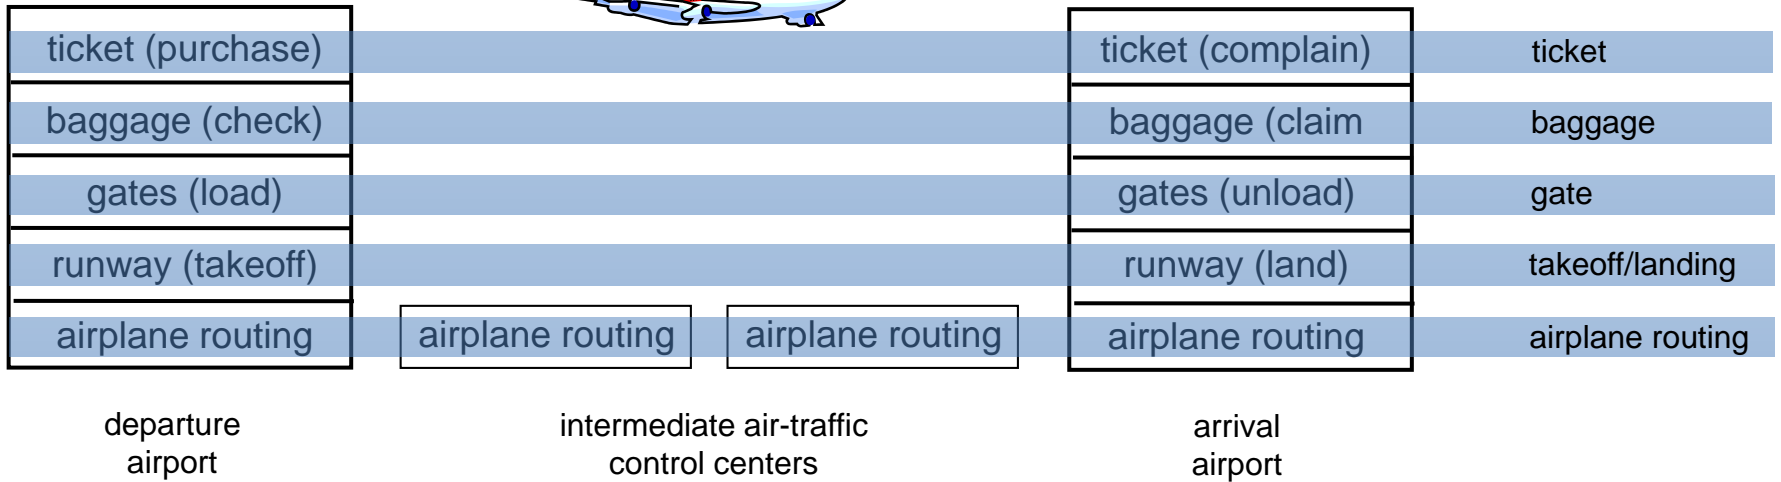 ticket (purchase) ticket (complain) ticket
baggage (check) baggage (claim baggage
gates (load) gates (unload) gate
runway (takeoff) runway (land) takeoff/landing
airplane routing airplane routing airplane routing airplane routing airplane routing
departure
airport
intermediate air-traffic
control centers
arrival
airport